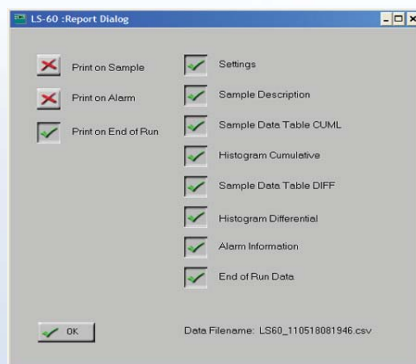 LS-60 :Report Dialog
Print on Sample
Print on Alarm
Print on End of Run
Settings
Sample Description
Sample Data Table CUML
Histogram Cumulative
Sample Data Table DIFF
Histogram Differential
Alarm Information
End of Run Data
OK
Data Filename: LS60_110518081946.csv